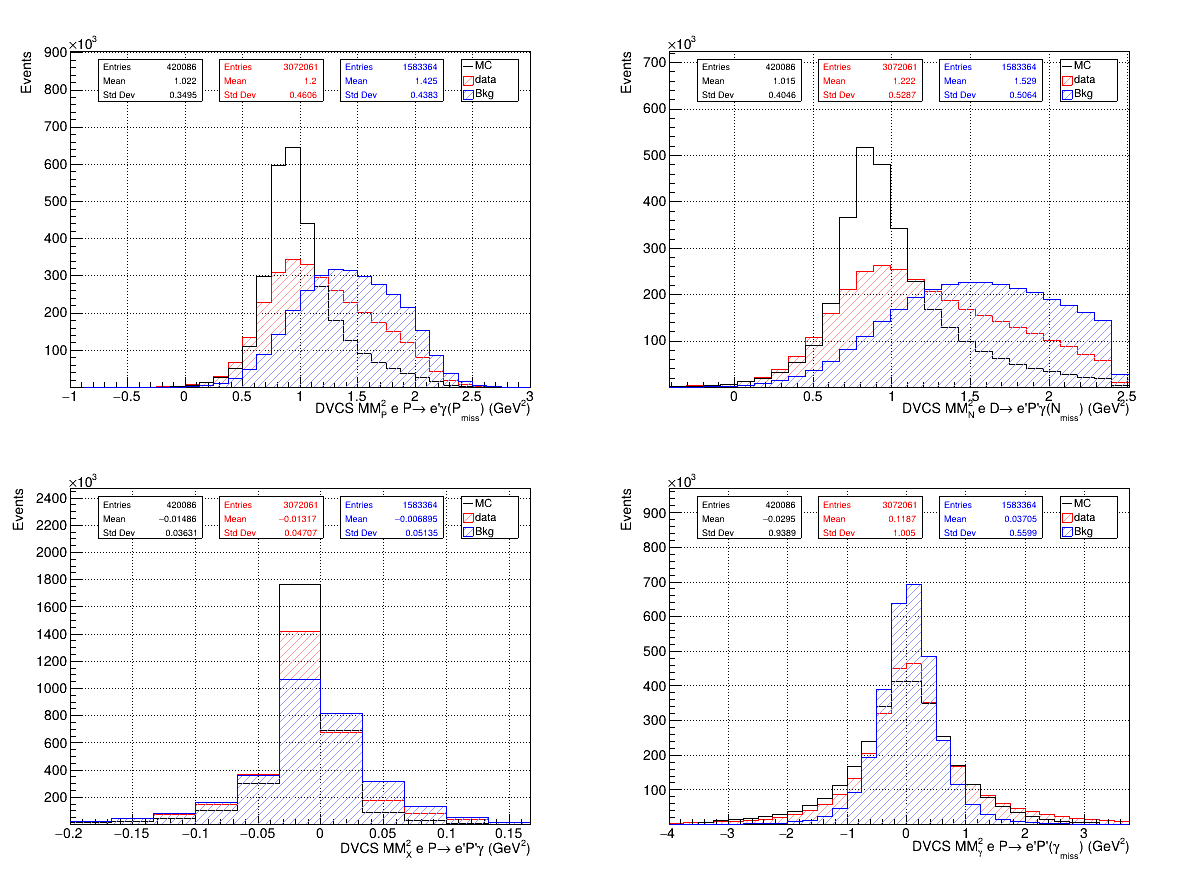 ×10³
Events
900
800
700
600
500
400
300
200
100
Entries 420086
Mean 1.022
Std Dev 0.3495
Entries 3072061
Mean 1.2
Std Dev 0.4606
Entries 1583364
Mean 1.425
Std Dev 0.4383
MC
data
Bkg
−1 −0.5 0 0.5 1 1.5 2 2.5 3
DVCS MM²_P e P→ e'γ(P_miss) (GeV²)
×10³
Events
700
600
500
400
300
200
100
Entries 420086
Mean 1.015
Std Dev 0.4046
Entries 3072061
Mean 1.222
Std Dev 0.5287
Entries 1583364
Mean 1.529
Std Dev 0.5064
MC
data
Bkg
0 0.5 1 1.5 2 2.5
DVCS MM²_N e D→ e'P'γ(N_miss) (GeV²)
×10³
Events
2400
2200
2000
1800
1600
1400
1200
1000
800
600
400
200
Entries 420086
Mean −0.01486
Std Dev 0.03631
Entries 3072061
Mean −0.01317
Std Dev 0.04707
Entries 1583364
Mean −0.006895
Std Dev 0.05135
MC
data
Bkg
−0.2 −0.15 −0.1 −0.05 0 0.05 0.1 0.15
DVCS MM²_X e P→ e'P'γ (GeV²)
×10³
Events
900
800
700
600
500
400
300
200
100
Entries 420086
Mean −0.0295
Std Dev 0.9389
Entries 3072061
Mean 0.1187
Std Dev 1.005
Entries 1583364
Mean 0.03705
Std Dev 0.5599
MC
data
Bkg
−4 −3 −2 −1 0 1 2 3
DVCS MM²_γ e P→ e'P'(γ_miss) (GeV²)